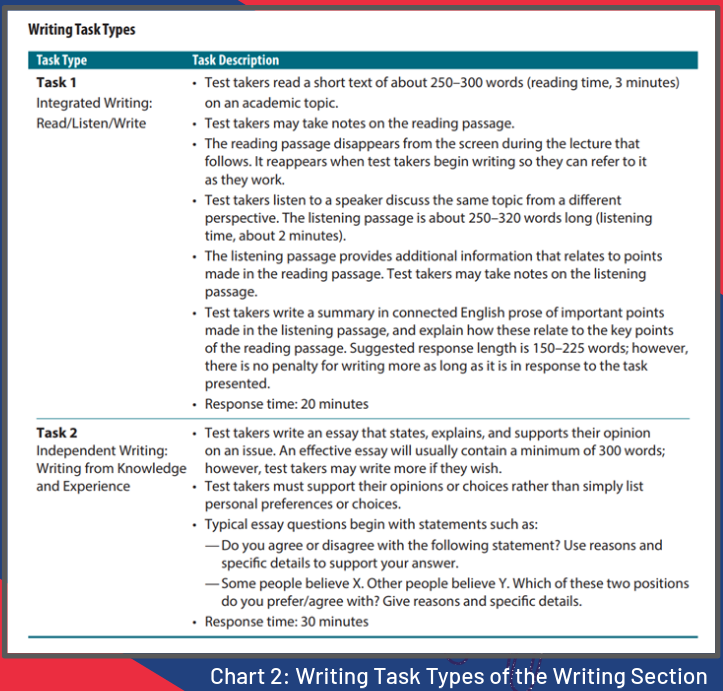 Writing Task Types
Task Type Task Description
Task 1
Integrated Writing:
Read/Listen/Write
• Test takers read a short text of about 250–300 words (reading time, 3 minutes)
on an academic topic.
• Test takers may take notes on the reading passage.
• The reading passage disappears from the screen during the lecture that
follows. It reappears when test takers begin writing so they can refer to it
as they work.
• Test takers listen to a speaker discuss the same topic from a different
perspective. The listening passage is about 250–320 words long (listening
time, about 2 minutes).
• The listening passage provides additional information that relates to points
made in the reading passage. Test takers may take notes on the listening
passage.
• Test takers write a summary in connected English prose of important points
made in the listening passage, and explain how these relate to the key points
of the reading passage. Suggested response length is 150–225 words; however,
there is no penalty for writing more as long as it is in response to the task
presented.
• Response time: 20 minutes
Task 2
Independent Writing:
Writing from Knowledge
and Experience
• Test takers write an essay that states, explains, and supports their opinion
on an issue. An effective essay will usually contain a minimum of 300 words;
however, test takers may write more if they wish.
• Test takers must support their opinions or choices rather than simply list
personal preferences or choices.
• Typical essay questions begin with statements such as:
— Do you agree or disagree with the following statement? Use reasons and
specific details to support your answer.
— Some people believe X. Other people believe Y. Which of these two positions
do you prefer/agree with? Give reasons and specific details.
• Response time: 30 minutes
Chart 2: Writing Task Types of the Writing Section